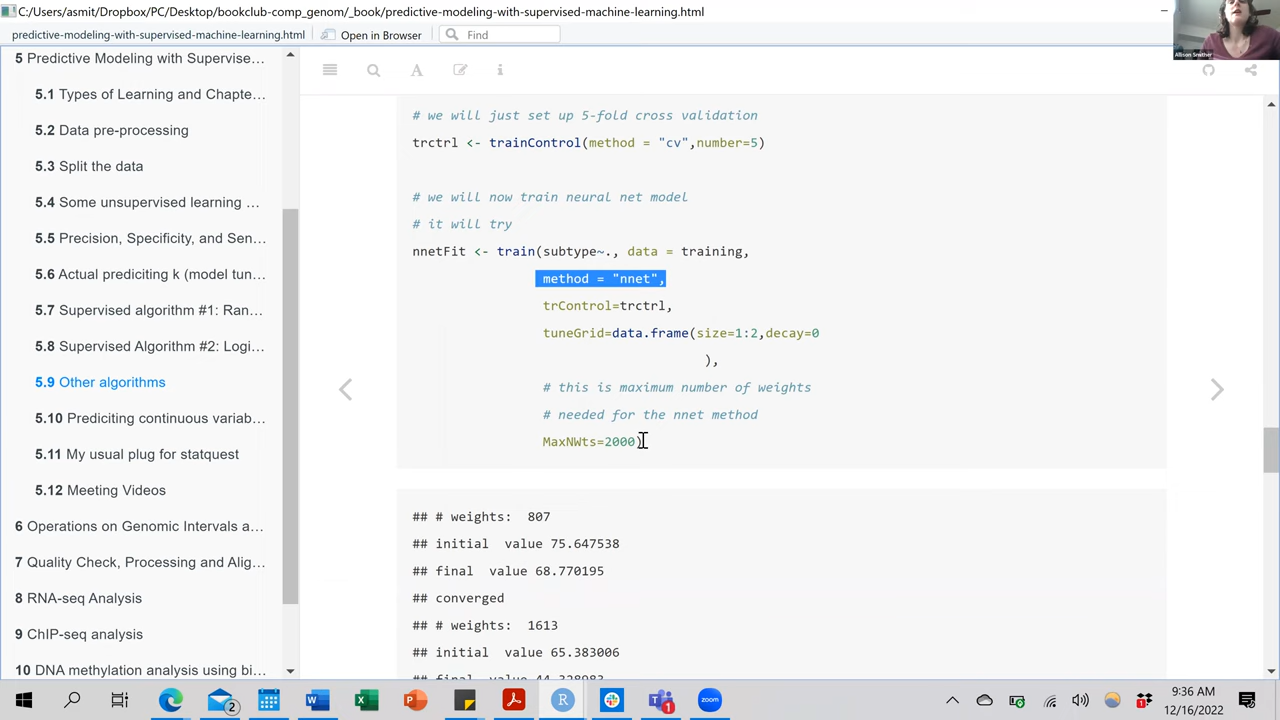 C:/Users/asmit/Dropbox/PC/Desktop/bookclub-comp_genom/_book/predictive-modeling-with-supervised-machine-learning.html
predictive-modeling-with-supervised-machine-learning.html
Open in Browser
Find
Allison Smither
5 Predictive Modeling with Supervise…
5.1 Types of Learning and Chapte…
5.2 Data pre-processing
5.3 Split the data
5.4 Some unsupervised learning …
5.5 Precision, Specificity, and Sen…
5.6 Actual prediciting k (model tun…
5.7 Supervised algorithm #1: Ran…
5.8 Supervised Algorithm #2: Logi…
5.9 Other algorithms
5.10 Prediciting continuous variab…
5.11 My usual plug for statquest
5.12 Meeting Videos
6 Operations on Genomic Intervals a…
7 Quality Check, Processing and Alig…
8 RNA-seq Analysis
9 ChIP-seq analysis
10 DNA methylation analysis using bi…
# we will just set up 5-fold cross validation
trctrl <- trainControl(method = "cv",number=5)
# we will now train neural net model
# it will try
nnetFit <- train(subtype~., data = training,
method = "nnet",
trControl=trctrl,
tuneGrid=data.frame(size=1:2,decay=0
),
# this is maximum number of weights
# needed for the nnet method
MaxNWts=2000)
## # weights:  807
## initial  value 75.647538
## final  value 68.770195
## converged
## # weights:  1613
## initial  value 65.383006
## final  value 44.328983
9:36 AM
12/16/2022